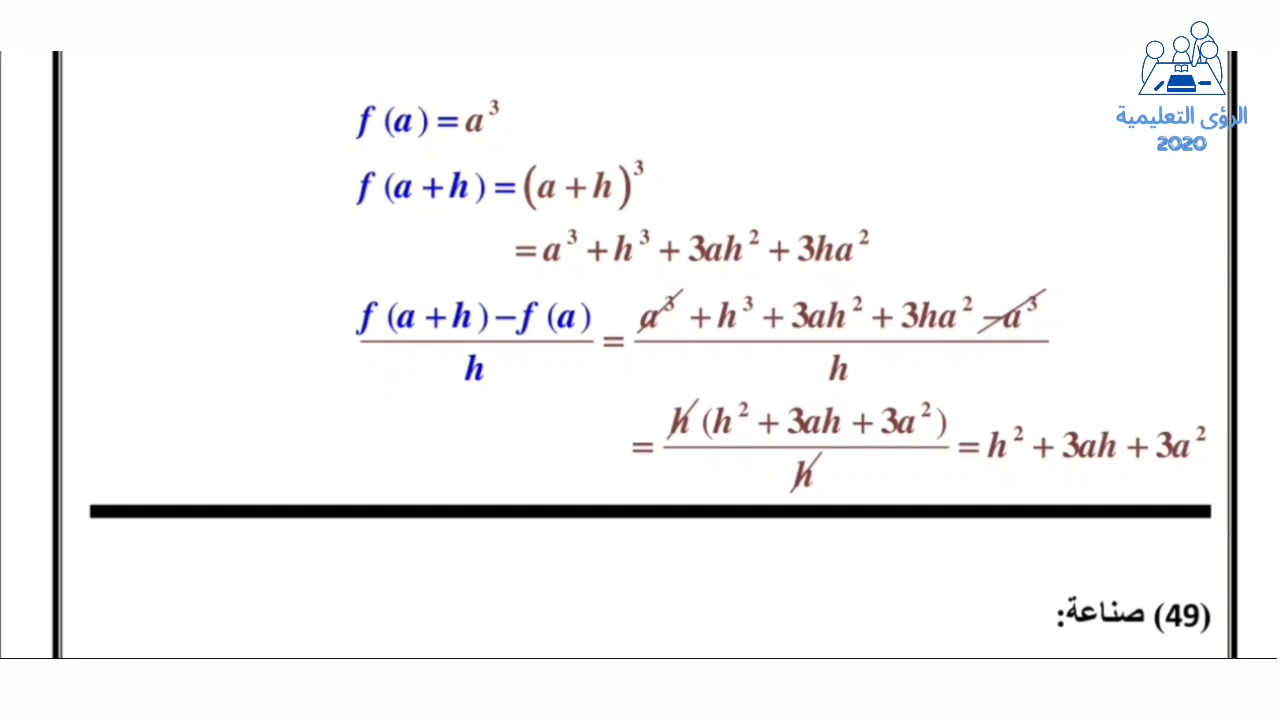 الرؤى التعليمية
2020
f (a) = a³
f (a + h) = (a + h)³
= a³ + h³ + 3ah² + 3ha²
f (a + h) − f (a) / h = a³ + h³ + 3ah² + 3ha² − a³ / h
= h (h² + 3ah + 3a²) / h = h² + 3ah + 3a²
(49) صناعة: